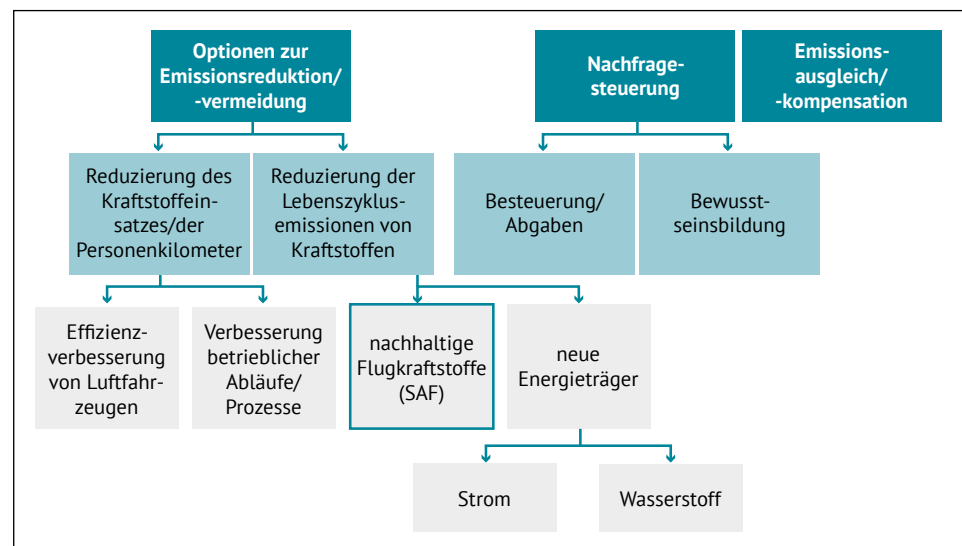 Optionen zur
Emissionsreduktion/
-vermeidung
Nachfrage-
steuerung
Emissions-
ausgleich/
-kompensation
Reduzierung des
Kraftstoffein-
satzes/der
Personenkilometer
Reduzierung der
Lebenszyklus-
emissionen von
Kraftstoffen
Besteuerung/
Abgaben
Bewusst-
seinsbildung
Effizienz-
verbesserung
von Luftfahr-
zeugen
Verbesserung
betrieblicher
Abläufe/
Prozesse
nachhaltige
Flugkraftstoffe
(SAF)
neue
Energieträger
Strom
Wasserstoff